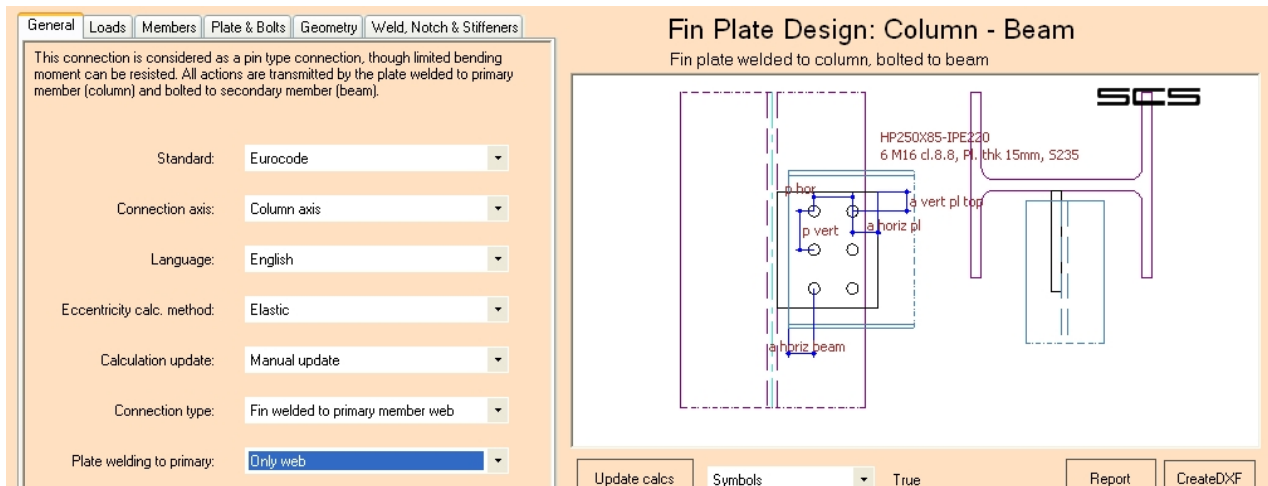 General Loads Members Plate & Bolts Geometry Weld, Notch & Stiffeners
This connection is considered as a pin type connection, though limited bending
moment can be resisted. All actions are transmitted by the plate welded to primary
member (column) and bolted to secondary member (beam).
Standard: Eurocode
Connection axis: Column axis
Language: English
Eccentricity calc. method: Elastic
Calculation update: Manual update
Connection type: Fin welded to primary member web
Plate welding to primary: Only web
Fin Plate Design: Column - Beam
Fin plate welded to column, bolted to beam
SCS
HP250X85-IPE220
6 M16 cl.8.8, Pl. thk 15mm, S235
p hor
a vert pl top
p vert
a horiz pl
a horiz beam
Update calcs Symbols True Report CreateDXF